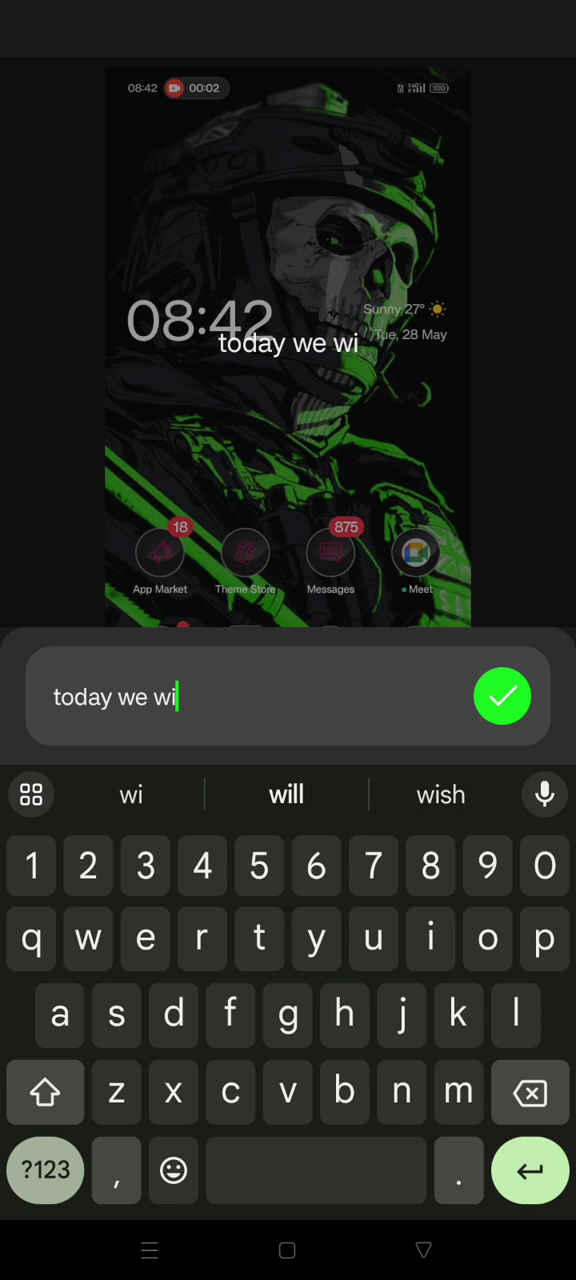 08:42 00:02 100
08:42
Sunny 27°
Tue, 28 May
today we wi
18
875
App Market Theme Store Messages Meet
today we wi
wi will wish
1 2 3 4 5 6 7 8 9 0
q w e r t y u i o p
a s d f g h j k l
z x c v b n m
?123 , .